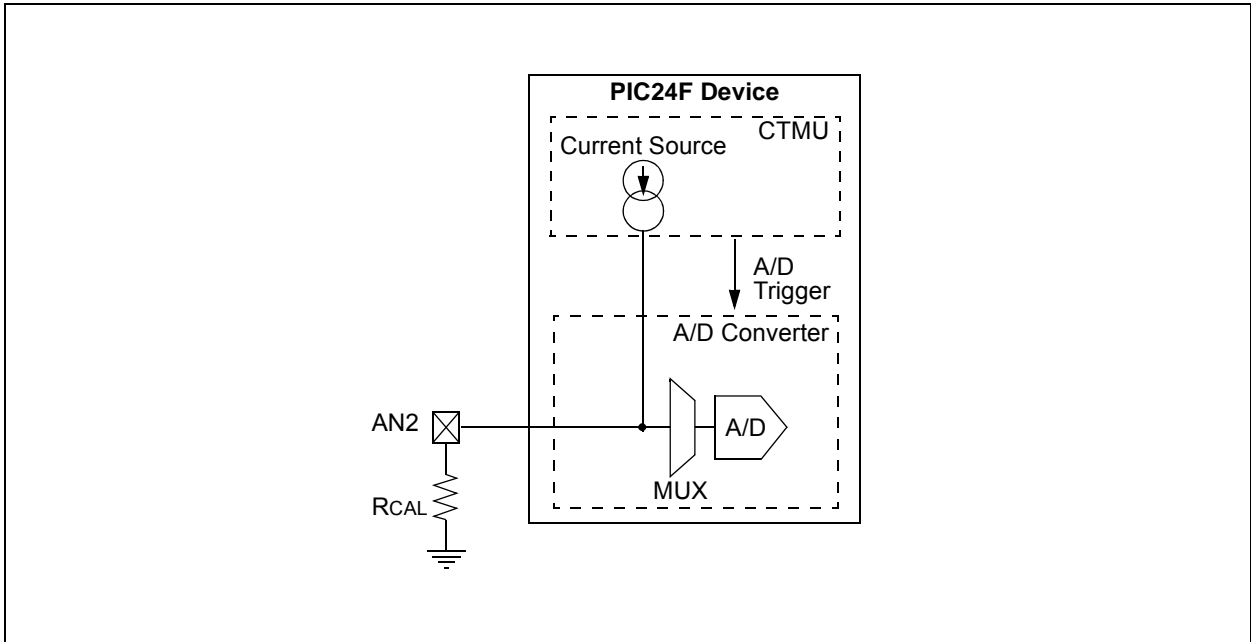 PIC24F Device
CTMU
Current Source
A/D
Trigger
A/D Converter
AN2
A/D
MUX
RCAL